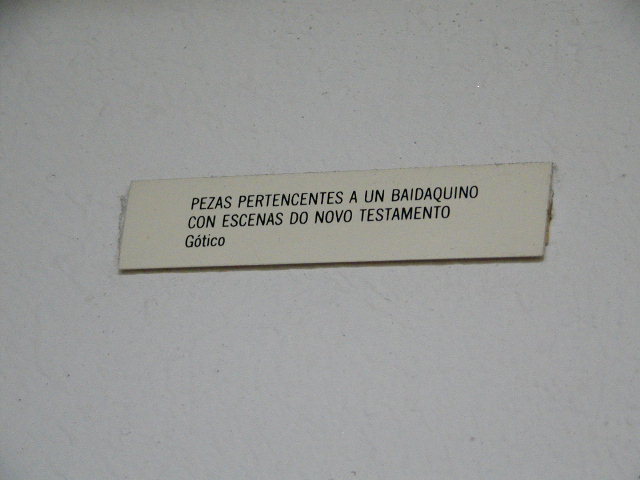 PEZAS PERTENCENTES A UN BAIDAQUINO
CON ESCENAS DO NOVO TESTAMENTO
Gótico